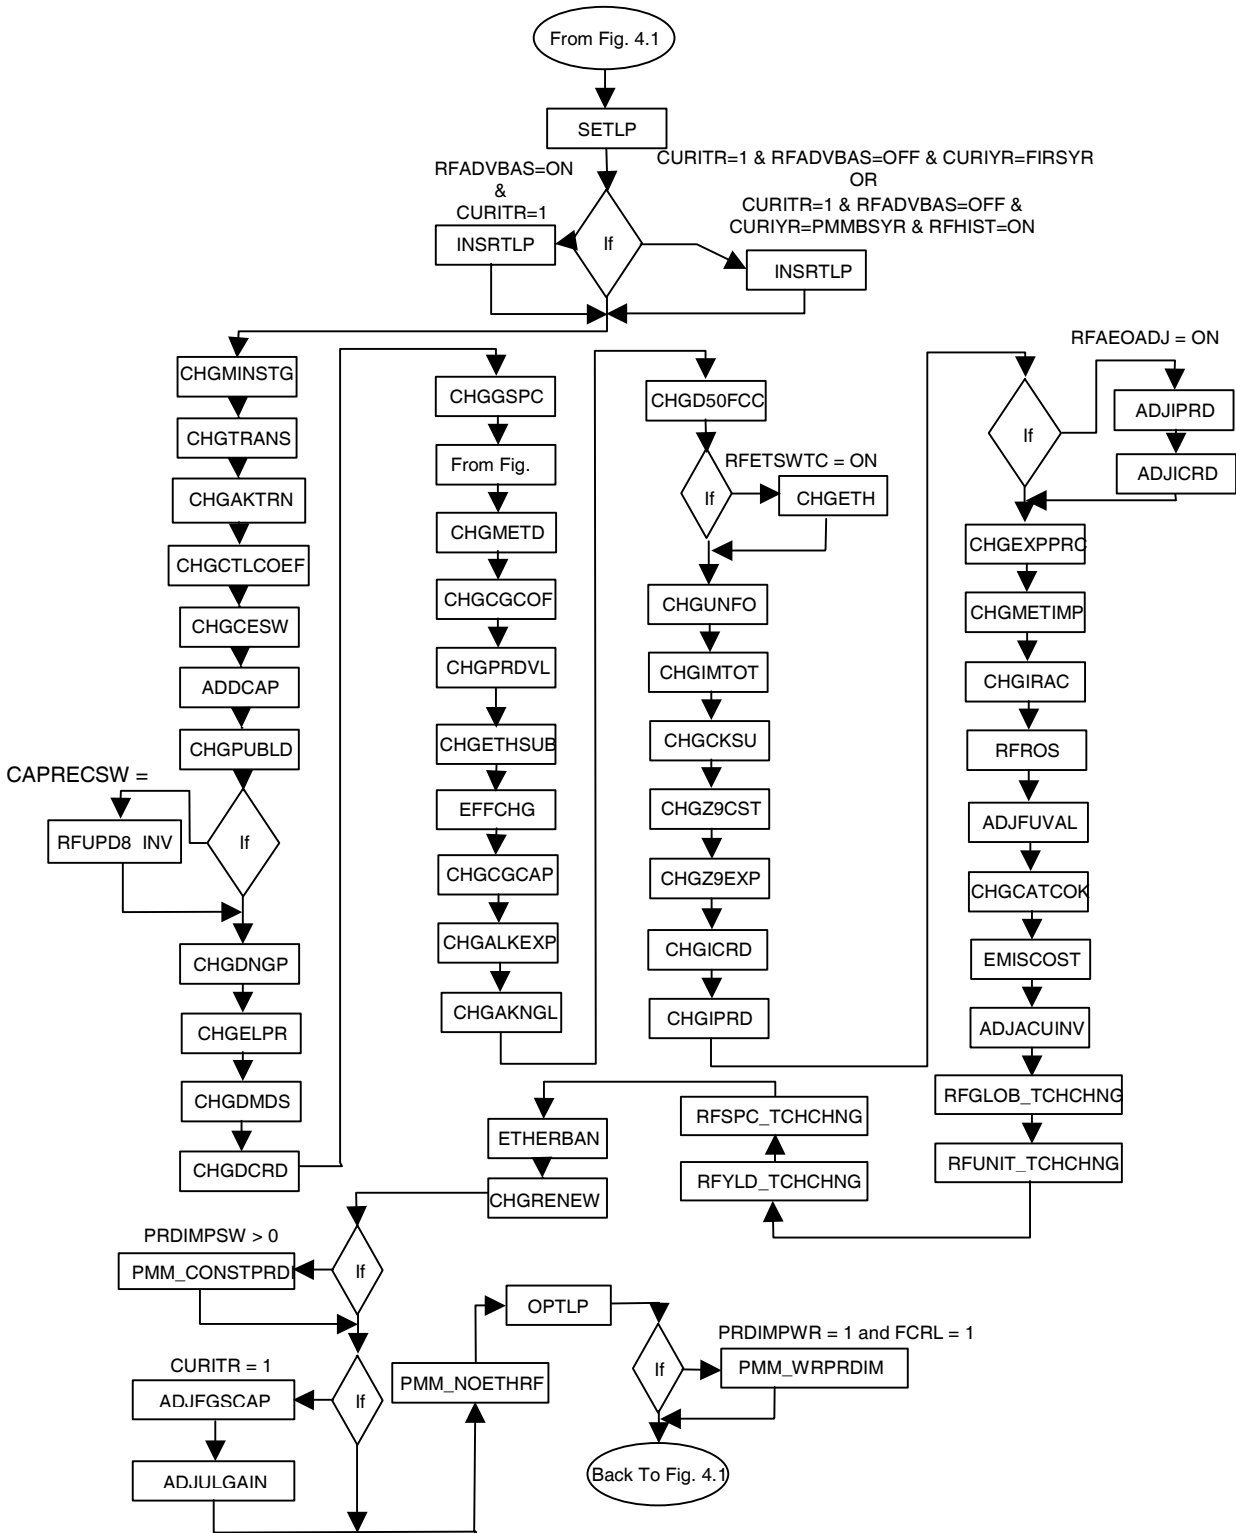 From Fig. 4.1
SETLP
RFADVBAS=ON
&
CURITR=1
CURITR=1 & RFADVBAS=OFF & CURIYR=FIRSYR
OR
CURITR=1 & RFADVBAS=OFF &
CURIYR=PMMBSYR & RFHIST=ON
INSRTLP
If
INSRTLP
CHGMINSTG
CHGTRANS
CHGAKTRN
CHGCTLCOEF
CHGCESW
ADDCAP
CHGPUBLD
CAPRECSW =
RFUPD8 INV
If
CHGDNGP
CHGELPR
CHGDMDS
CHGDCRD
CHGGSPC
From Fig.
CHGMETD
CHGCGCOF
CHGPRDVL
CHGETHSUB
EFFCHG
CHGCGCAP
CHGALKEXP
CHGAKNGL
CHGD50FCC
RFETSWTC = ON
If
CHGETH
CHGUNFO
CHGIMTOT
CHGCKSU
CHGZ9CST
CHGZ9EXP
CHGICRD
CHGIPRD
RFAEOADJ = ON
If
ADJIPRD
ADJICRD
CHGEXPPRC
CHGMETIMP
CHGIRAC
RFROS
ADJFUVAL
CHGCATCOK
EMISCOST
ADJACUINV
RFGLOB_TCHCHNG
RFUNIT_TCHCHNG
RFYLD_TCHCHNG
RFSPC_TCHCHNG
ETHERBAN
CHGRENEW
PRDIMPSW > 0
PMM_CONSTPRDI
If
CURITR = 1
ADJFGSCAP
If
ADJULGAIN
PMM_NOETHRF
OPTLP
If
PRDIMPWR = 1 and FCRL = 1
PMM_WRPRDIM
Back To Fig. 4.1